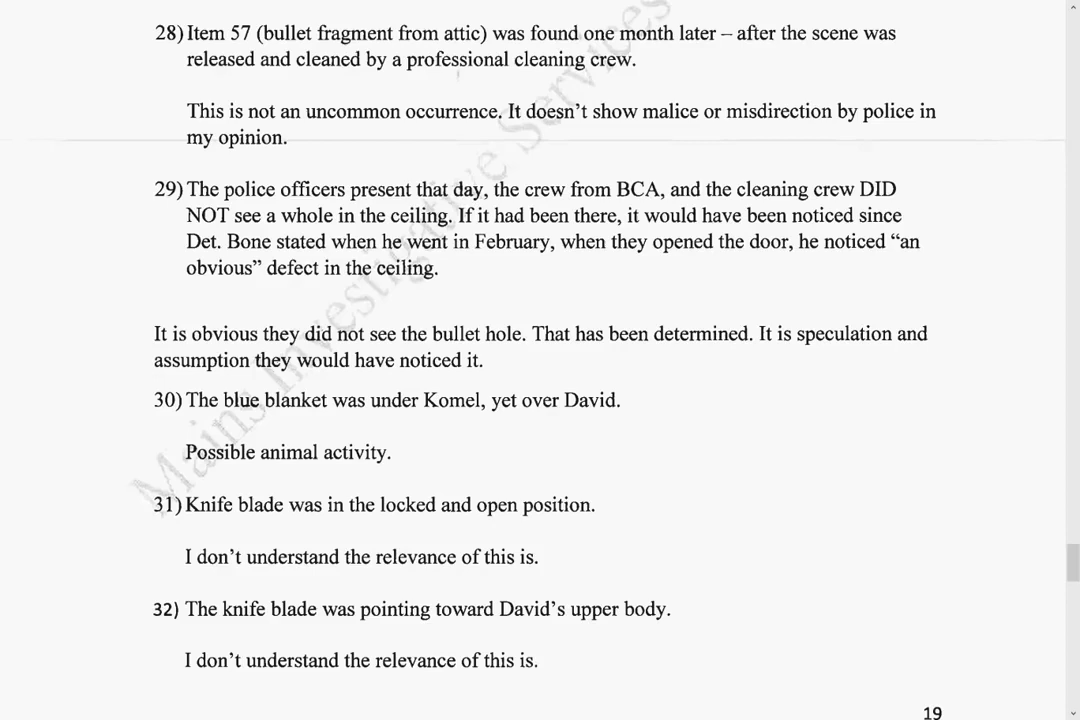 28) Item 57 (bullet fragment from attic) was found one month later – after the scene was
released and cleaned by a professional cleaning crew.
This is not an uncommon occurrence. It doesn't show malice or misdirection by police in
my opinion.
29) The police officers present that day, the crew from BCA, and the cleaning crew DID
NOT see a whole in the ceiling. If it had been there, it would have been noticed since
Det. Bone stated when he went in February, when they opened the door, he noticed “an
obvious” defect in the ceiling.
It is obvious they did not see the bullet hole. That has been determined. It is speculation and
assumption they would have noticed it.
30) The blue blanket was under Komel, yet over David.
Possible animal activity.
31) Knife blade was in the locked and open position.
I don't understand the relevance of this is.
32) The knife blade was pointing toward David's upper body.
I don't understand the relevance of this is.
19
Mains Investigative Services